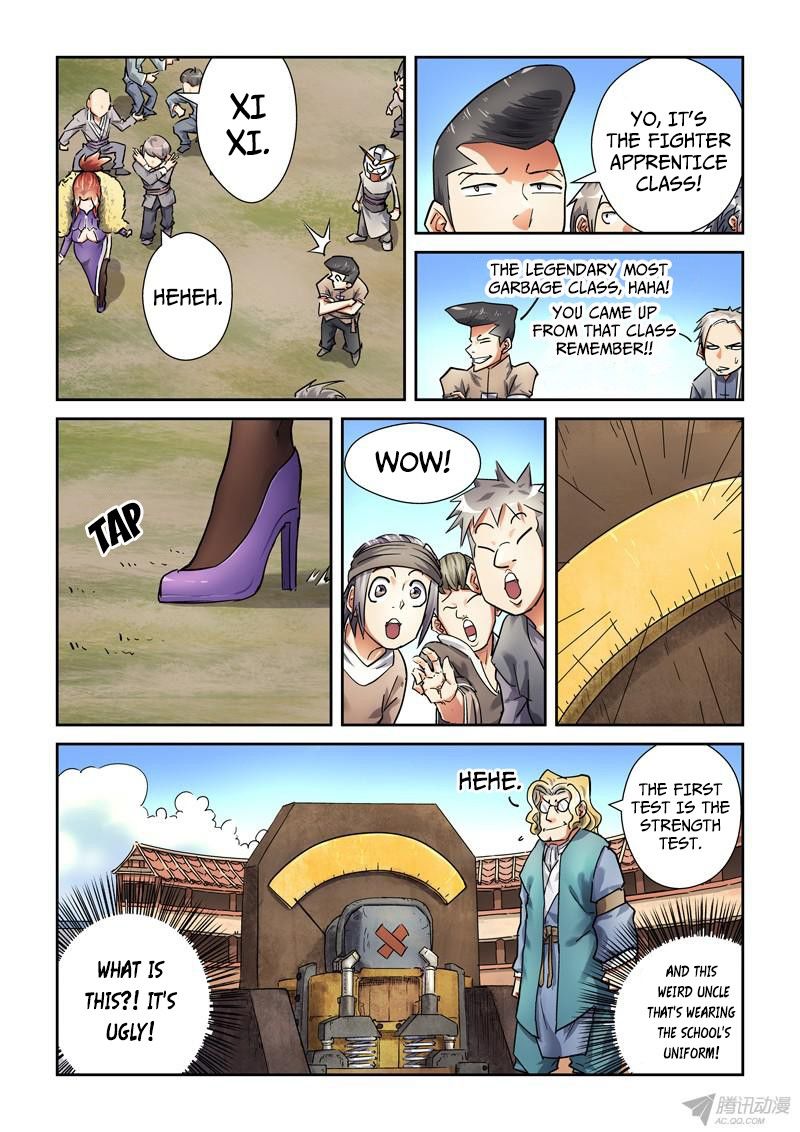 XI
XI.
HEHEH.
YO, IT'S
THE FIGHTER
APPRENTICE
CLASS!
THE LEGENDARY MOST
GARBAGE CLASS, HAHA!
YOU CAME UP
FROM THAT CLASS
REMEMBER!!
TAP
WOW!
HEHE.
THE FIRST
TEST IS THE
STRENGTH
TEST.
WHAT IS
THIS?! IT'S
UGLY!
AND THIS
WEIRD UNCLE
THAT'S WEARING
THE SCHOOL'S
UNIFORM!
腾讯动漫
AC.QQ.COM